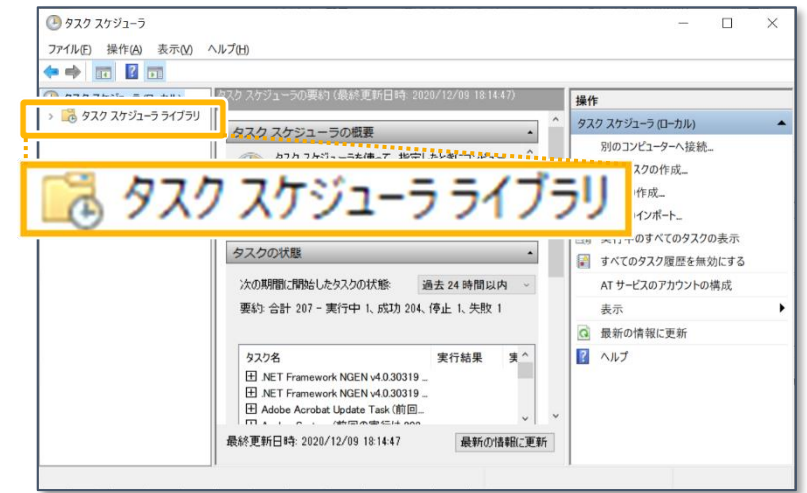 タスク スケジューラ
ファイル(F) 操作(A) 表示(V) ヘルプ(H)
タスク スケジューラ ライブラリ
タスク スケジューラの要約 (最終更新日時: 2020/12/09 18:14:47)
タスク スケジューラの概要
タスク スケジューラ ライブラリ
タスクの状態
次の期間に開始したタスクの状態: 過去 24 時間以内
要約: 合計 207 - 実行中 1、成功 204、停止 1、失敗 1
タスク名 実行結果 実
.NET Framework NGEN v4.0.30319 ...
.NET Framework NGEN v4.0.30319 ...
Adobe Acrobat Update Task (前回...
最終更新日時: 2020/12/09 18:14:47 最新の情報に更新
操作
タスク スケジューラ (ローカル)
別のコンピューターへ接続...
スクの作成...
作成...
インポート...
実行中のすべてのタスクの表示
すべてのタスク履歴を無効にする
AT サービスのアカウントの構成
表示
最新の情報に更新
ヘルプ